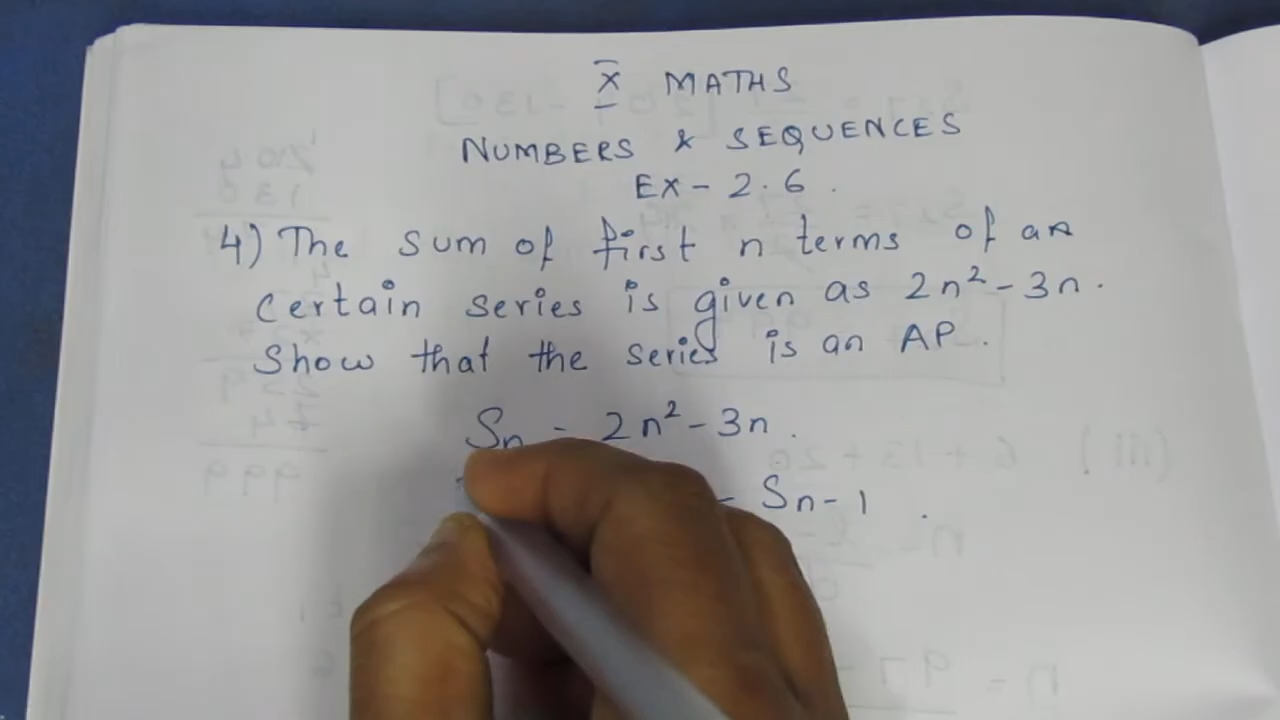 X MATHS
NUMBERS & SEQUENCES
EX - 2.6.
4) The sum of first n terms of an
certain series is given as 2n² - 3n.
Show that the series is an AP.
Sn = 2n² - 3n.
- Sn-1.